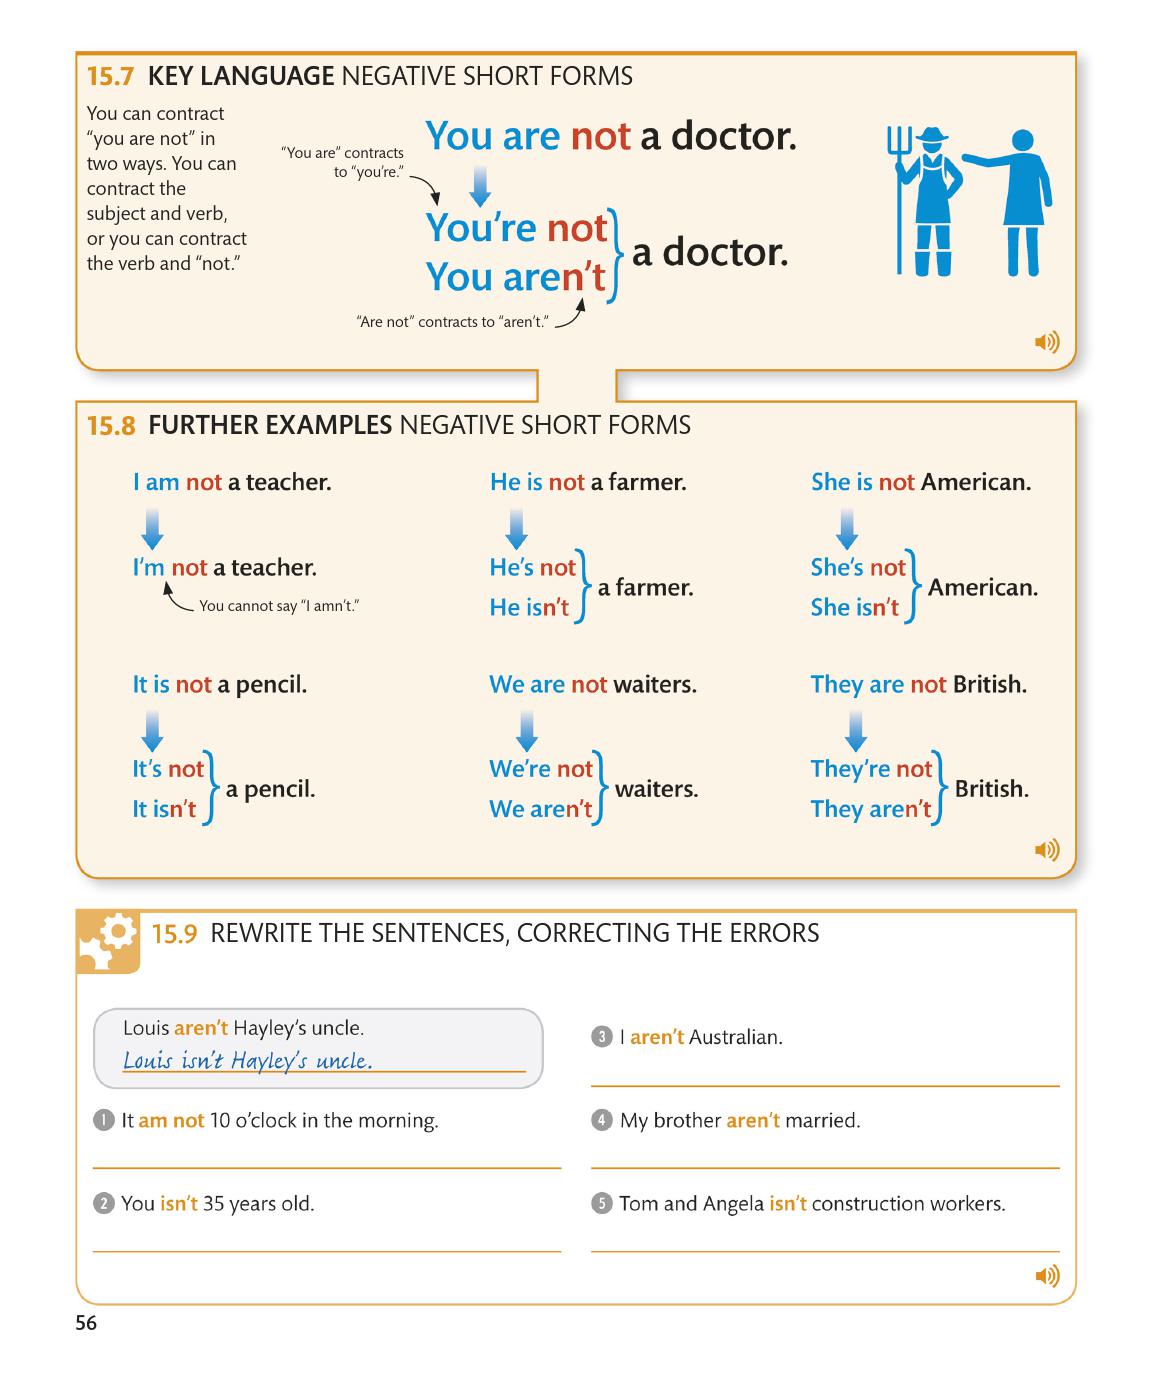 15.7 KEY LANGUAGE NEGATIVE SHORT FORMS
You can contract
“you are not” in
two ways. You can
contract the
subject and verb,
or you can contract
the verb and “not.”
“You are” contracts
to “you’re.”
You are not a doctor.
You’re not
You aren’t
a doctor.
“Are not” contracts to “aren’t.”
15.8 FURTHER EXAMPLES NEGATIVE SHORT FORMS
I am not a teacher.
I’m not a teacher.
You cannot say “I amn’t.”
He is not a farmer.
He’s not
He isn’t
a farmer.
She is not American.
She’s not
She isn’t
American.
It is not a pencil.
It’s not
It isn’t
a pencil.
We are not waiters.
We’re not
We aren’t
waiters.
They are not British.
They’re not
They aren’t
British.
15.9 REWRITE THE SENTENCES, CORRECTING THE ERRORS
Louis aren’t Hayley’s uncle.
Louis isn’t Hayley’s uncle.
1 It am not 10 o’clock in the morning.
2 You isn’t 35 years old.
3 I aren’t Australian.
4 My brother aren’t married.
5 Tom and Angela isn’t construction workers.
56